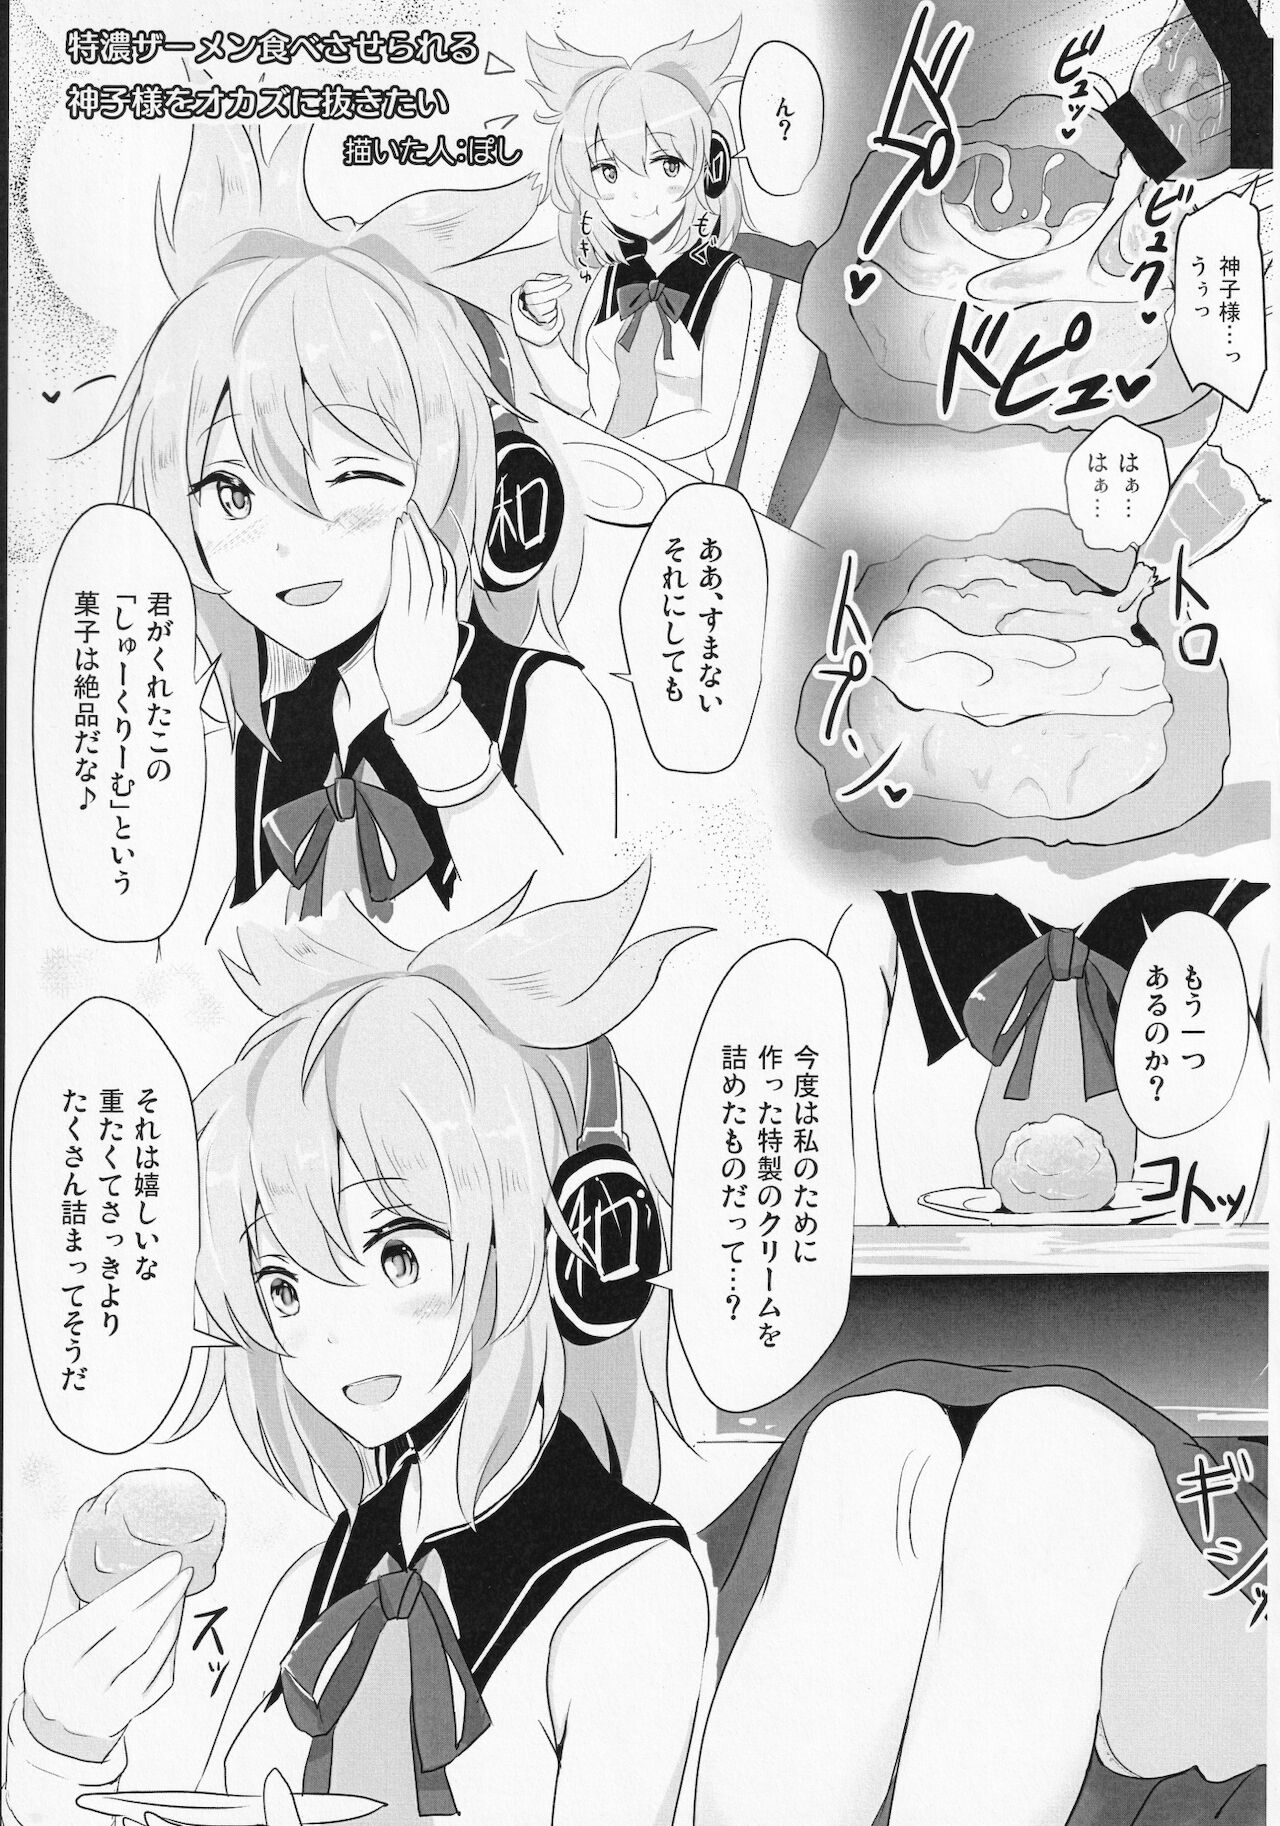 特濃ザーメン食べさせられる
神子様をオカズに抜きたい
描いた人:ぽし
神子様…っ
うぅっ
ビュッ
ドプ
ビュク
ドピュ
はぁ…
はぁ…
トロ
トプン
ん?
もきゅ
もぐ
ああ、すまない
それにしても
君がくれたこの
「しゅーくりーむ」という
菓子は絶品だな♪
和
もう一つ
あるのか?
コトッ
今度は私のために
作った特製のクリームを
詰めたものだって…?
和
それは嬉しいな
重たくてさっきより
たくさん詰まってそうだ
スッ
ギシッ